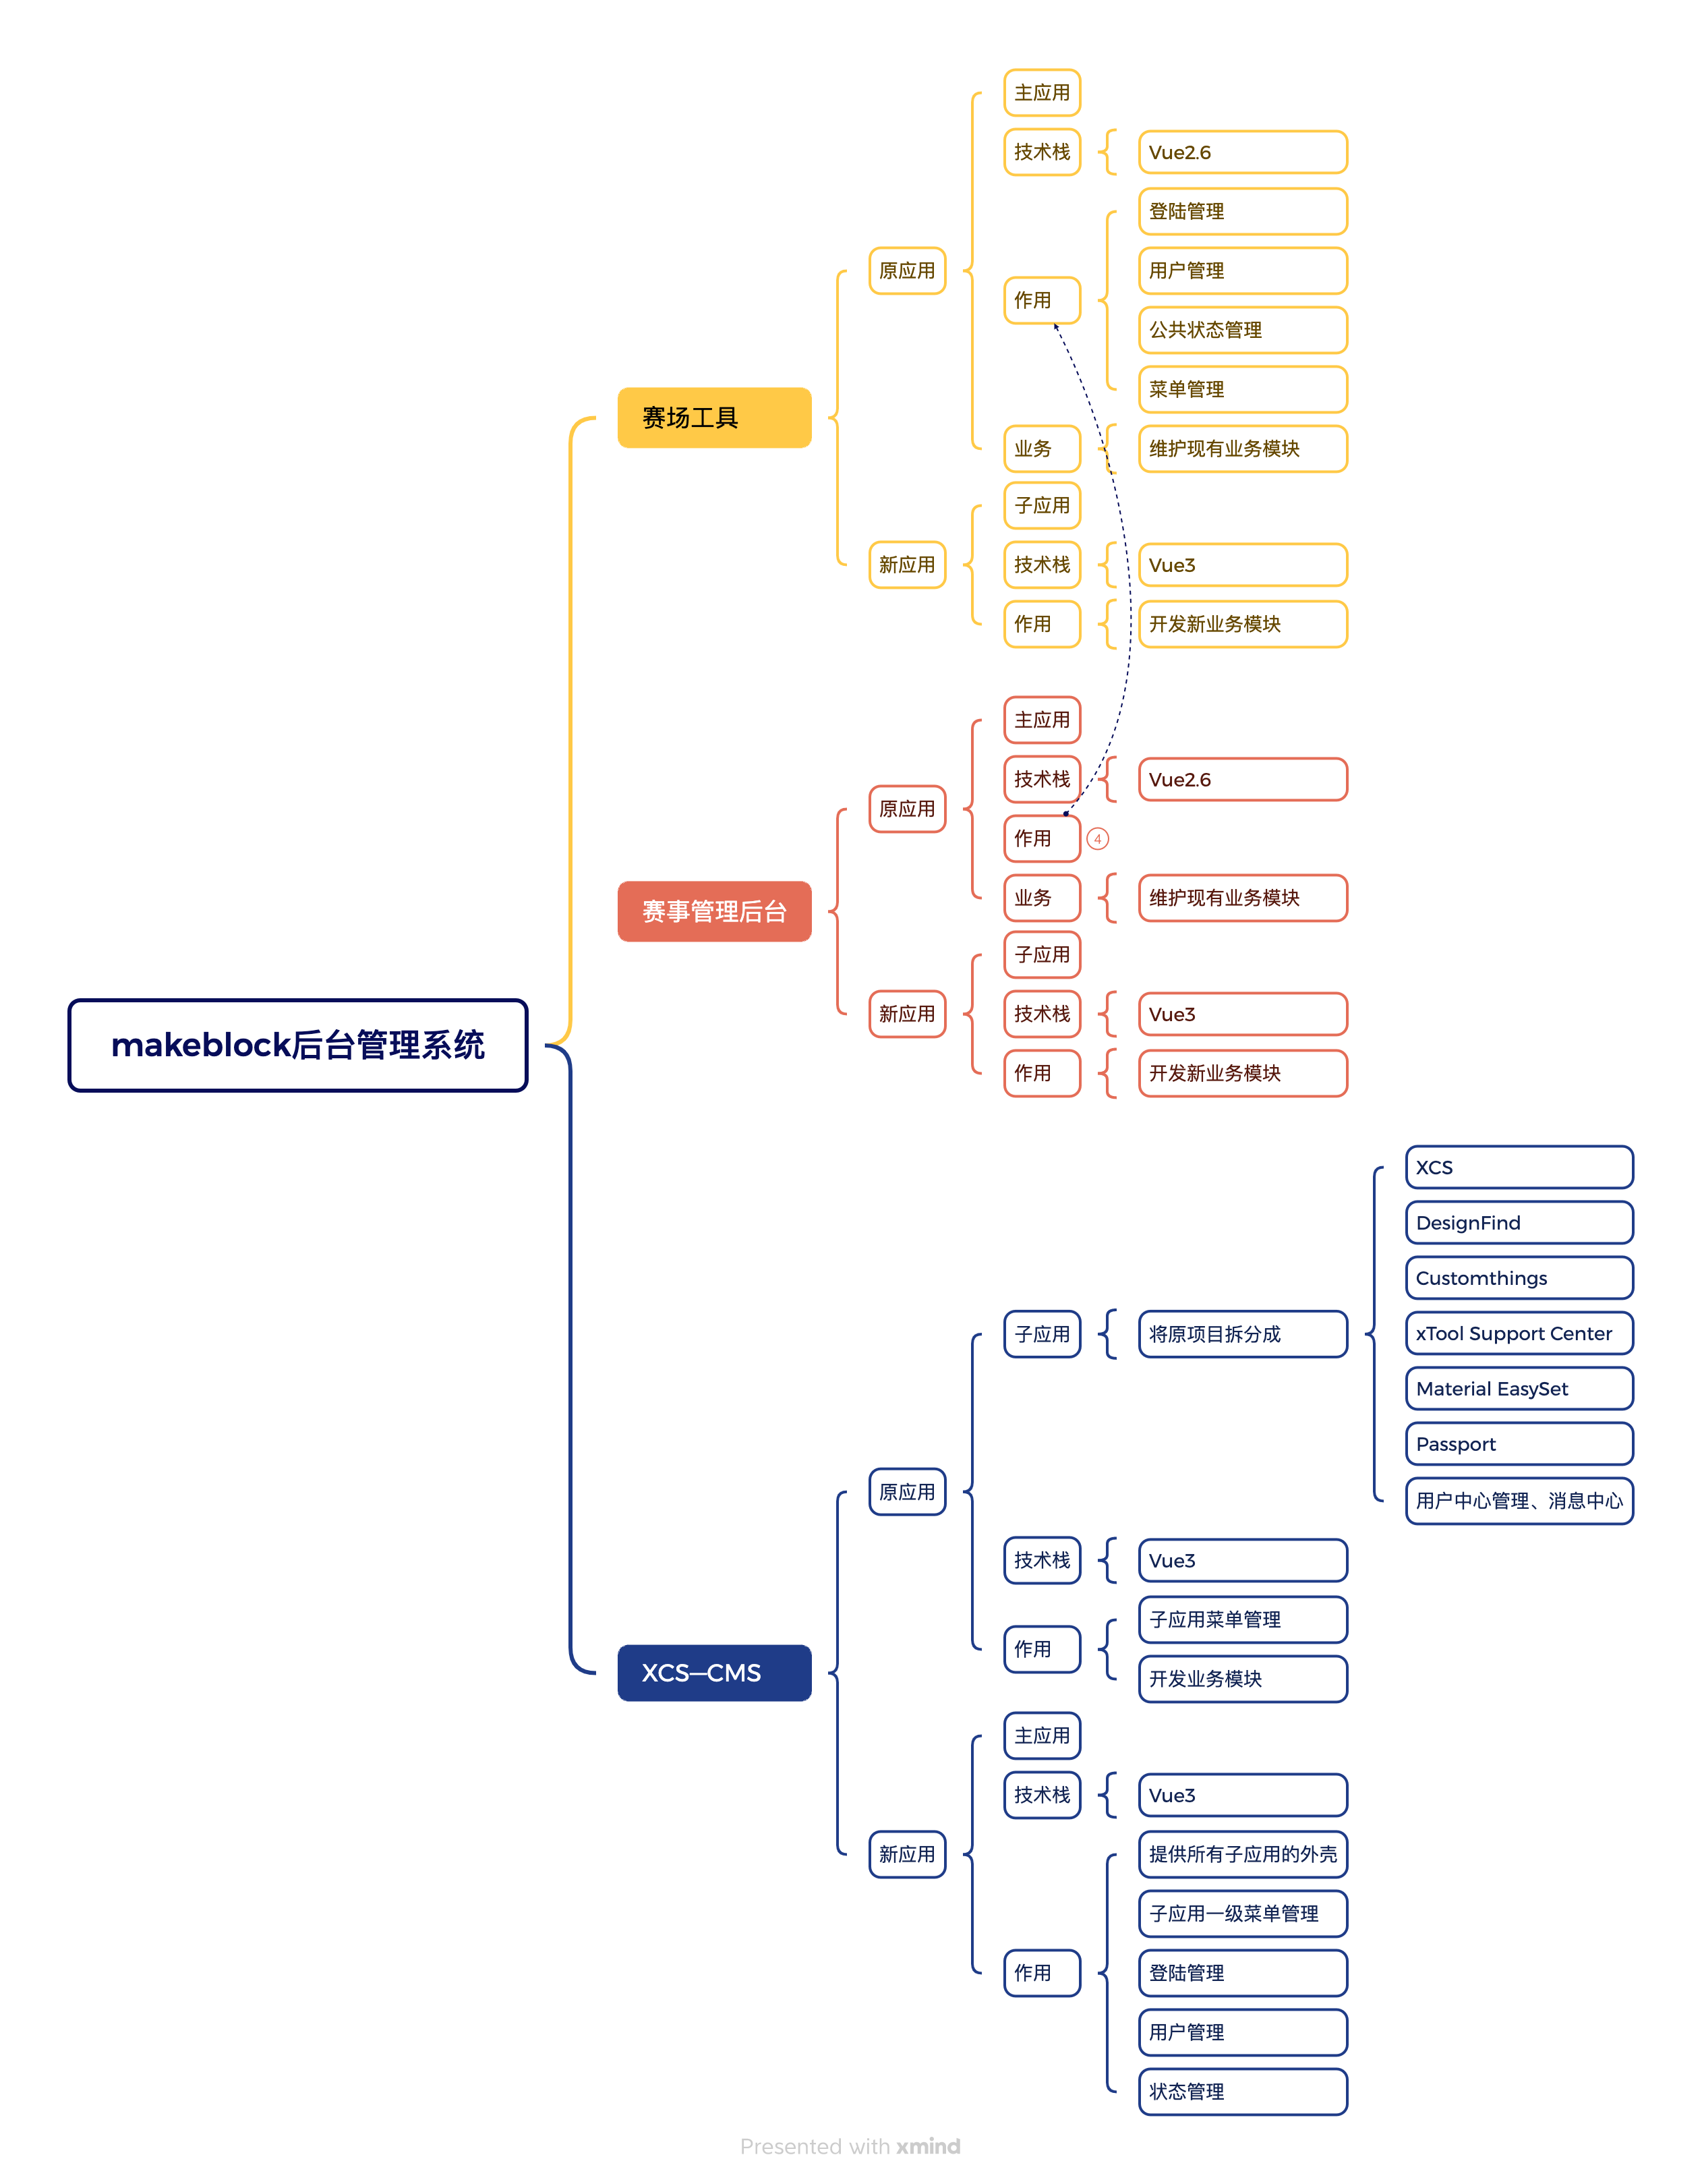 makeblock后台管理系统
赛场工具
原应用
主应用
技术栈
Vue2.6
作用
登陆管理
用户管理
公共状态管理
菜单管理
业务
维护现有业务模块
新应用
子应用
技术栈
Vue3
作用
开发新业务模块
赛事管理后台
原应用
主应用
技术栈
Vue2.6
作用
4
业务
维护现有业务模块
新应用
子应用
技术栈
Vue3
作用
开发新业务模块
XCS—CMS
原应用
子应用
将原项目拆分成
XCS
DesignFind
Customthings
xTool Support Center
Material EasySet
Passport
用户中心管理、消息中心
技术栈
Vue3
作用
子应用菜单管理
开发业务模块
新应用
主应用
技术栈
Vue3
作用
提供所有子应用的外壳
子应用一级菜单管理
登陆管理
用户管理
状态管理
Presented with xmind